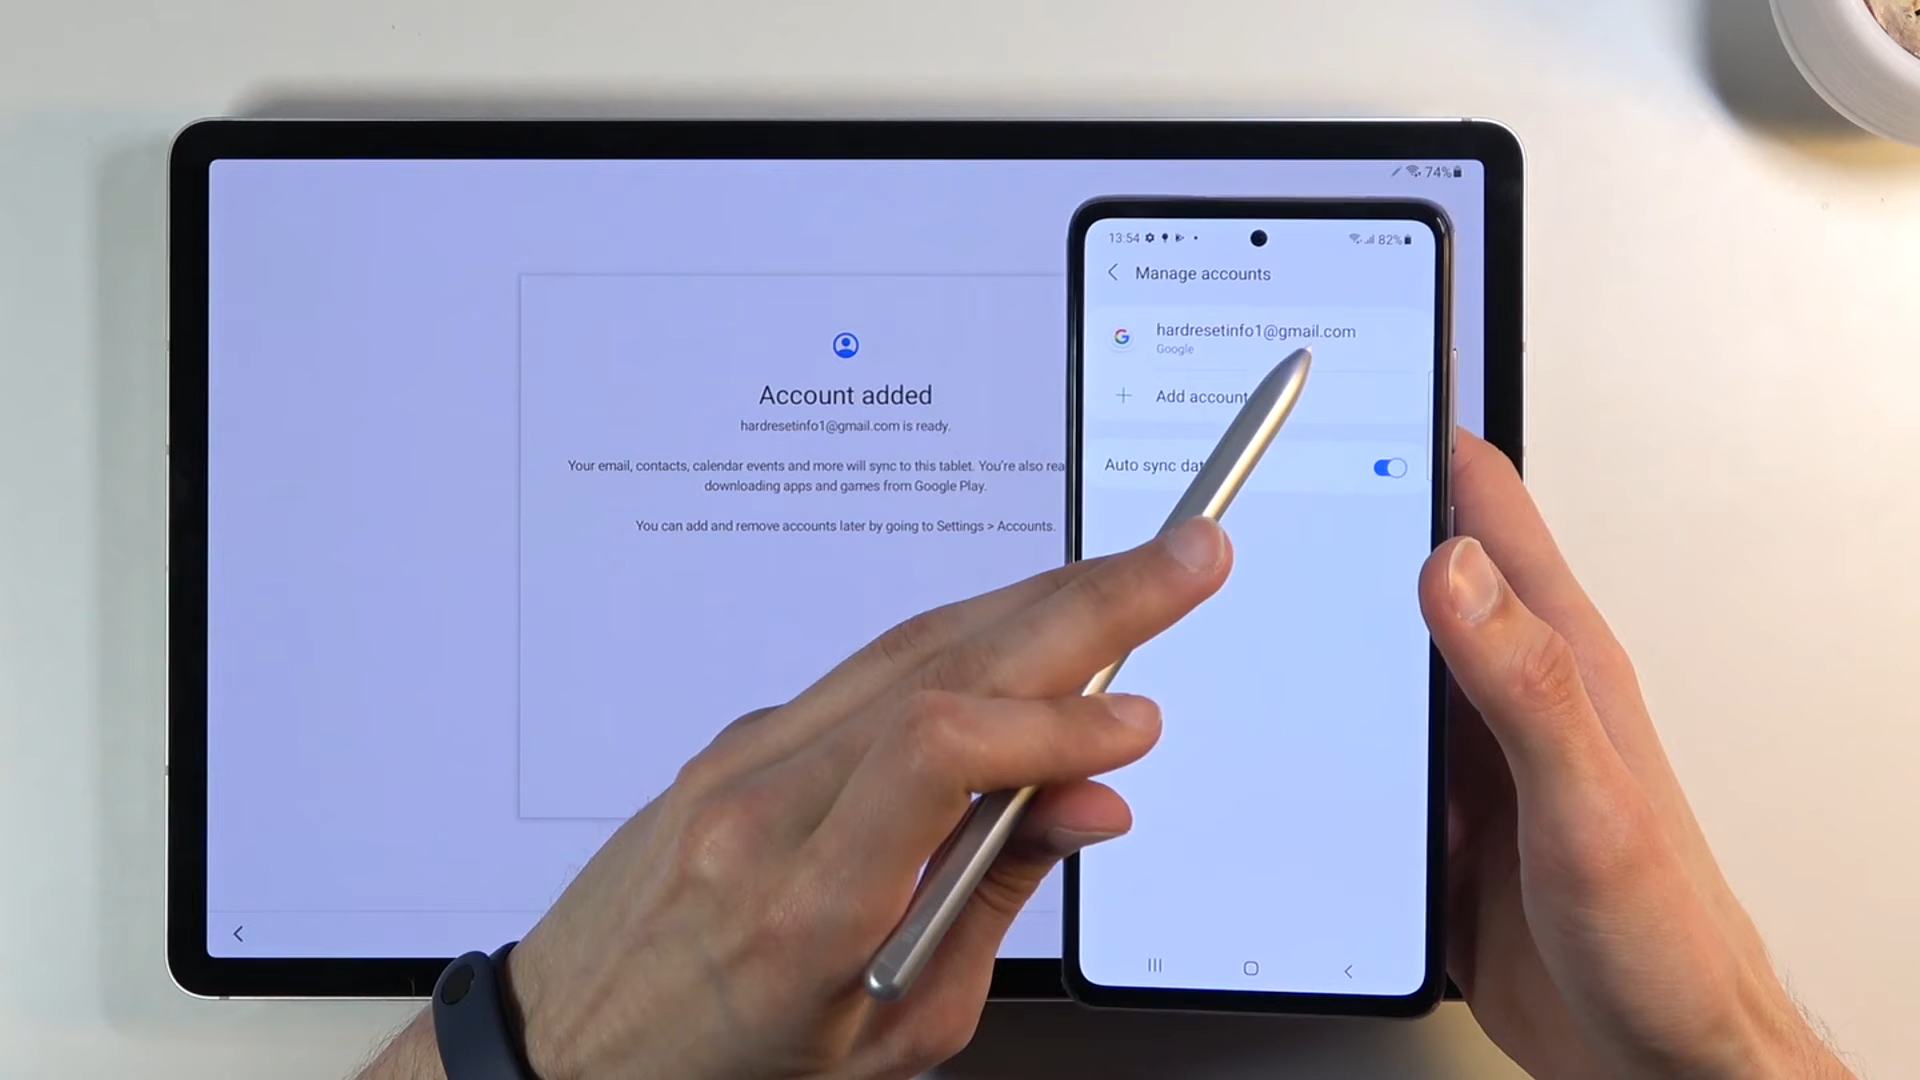 74%
Account added
hardresetinfo1@gmail.com is ready.
Your email, contacts, calendar events and more will sync to this tablet. You're also
downloading apps and games from Google Play.
You can add and remove accounts later by going to Settings > Accounts.
13:54
82%
Manage accounts
hardresetinfo1@gmail.com
Google
Add account
Auto sync